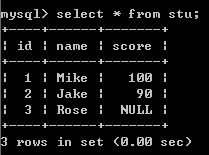 mysql> select * from stu;
+----+------+-------+
| id | name | score |
+----+------+-------+
|  1 | Mike |   100 |
|  2 | Jake |    90 |
|  3 | Rose |  NULL |
+----+------+-------+
3 rows in set (0.00 sec)